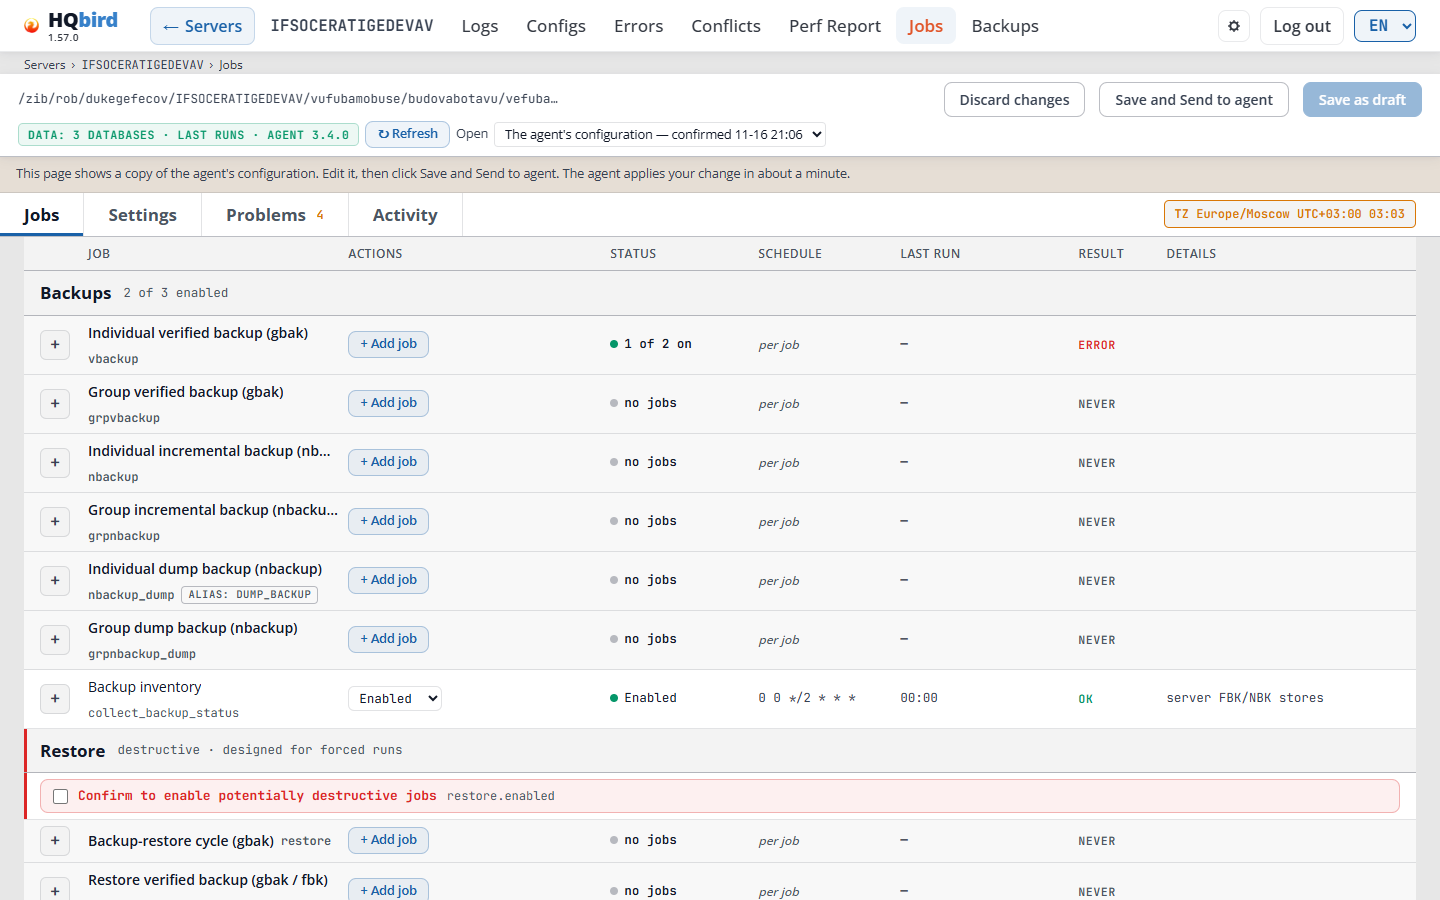 HQbird
1.57.0
← Servers
IFSOCERATIGEDEVAV
Logs
Configs
Errors
Conflicts
Perf Report
Jobs
Backups
Log out
EN
Servers › IFSOCERATIGEDEVAV › Jobs
/zib/rob/dukegefecov/IFSOCERATIGEDEVAV/vufubamobuse/budovabotavu/vefuba…
Discard changes
Save and Send to agent
Save as draft
DATA: 3 DATABASES · LAST RUNS · AGENT 3.4.0
↻ Refresh
Open
The agent's configuration — confirmed 11-16 21:06
This page shows a copy of the agent's configuration. Edit it, then click Save and Send to agent. The agent applies your change in about a minute.
Jobs
Settings
Problems 4
Activity
TZ Europe/Moscow UTC+03:00 03:03
JOB ACTIONS STATUS SCHEDULE LAST RUN RESULT DETAILS
Backups 2 of 3 enabled
+ Individual verified backup (gbak) + Add job 1 of 2 on per job — ERROR
vbackup
+ Group verified backup (gbak) + Add job no jobs per job — NEVER
grpvbackup
+ Individual incremental backup (nb… + Add job no jobs per job — NEVER
nbackup
+ Group incremental backup (nbacku… + Add job no jobs per job — NEVER
grpnbackup
+ Individual dump backup (nbackup) + Add job no jobs per job — NEVER
nbackup_dump ALIAS: DUMP_BACKUP
+ Group dump backup (nbackup) + Add job no jobs per job — NEVER
grpnbackup_dump
+ Backup inventory Enabled Enabled 0 0 */2 * * * 00:00 OK server FBK/NBK stores
collect_backup_status
Restore destructive · designed for forced runs
Confirm to enable potentially destructive jobs restore.enabled
+ Backup-restore cycle (gbak) restore + Add job no jobs per job — NEVER
+ Restore verified backup (gbak / fbk) + Add job no jobs per job — NEVER